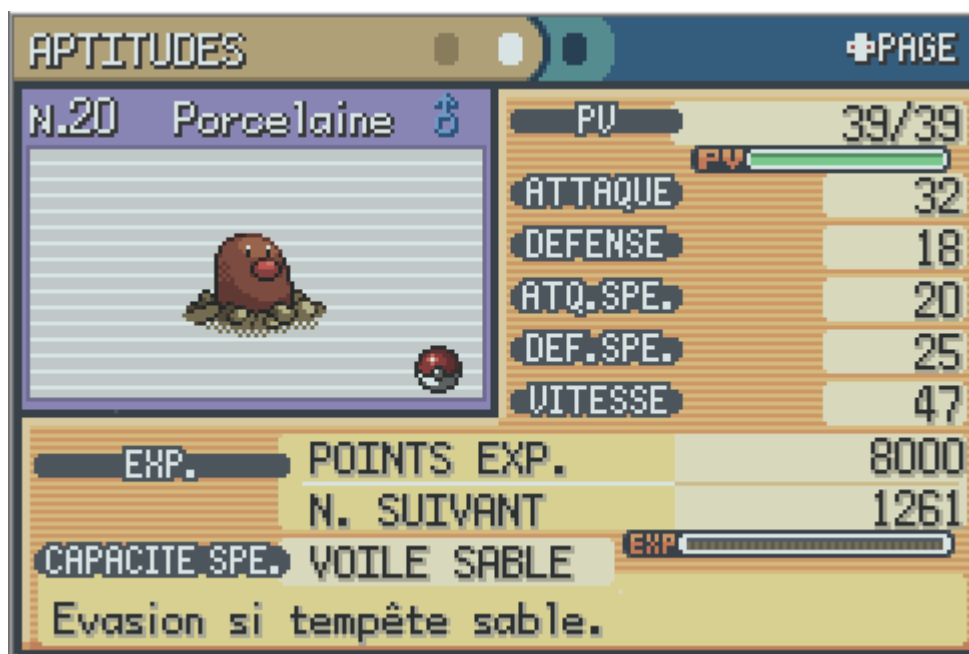 APTITUDES PAGE
N.20 Porcelaine ♂
PV 39/39
PV
ATTAQUE 32
DEFENSE 18
ATQ.SPE. 20
DEF.SPE. 25
VITESSE 47
EXP. POINTS EXP. 8000
N. SUIVANT 1261
EXP
CAPACITE SPE. VOILE SABLE
Evasion si tempête sable.